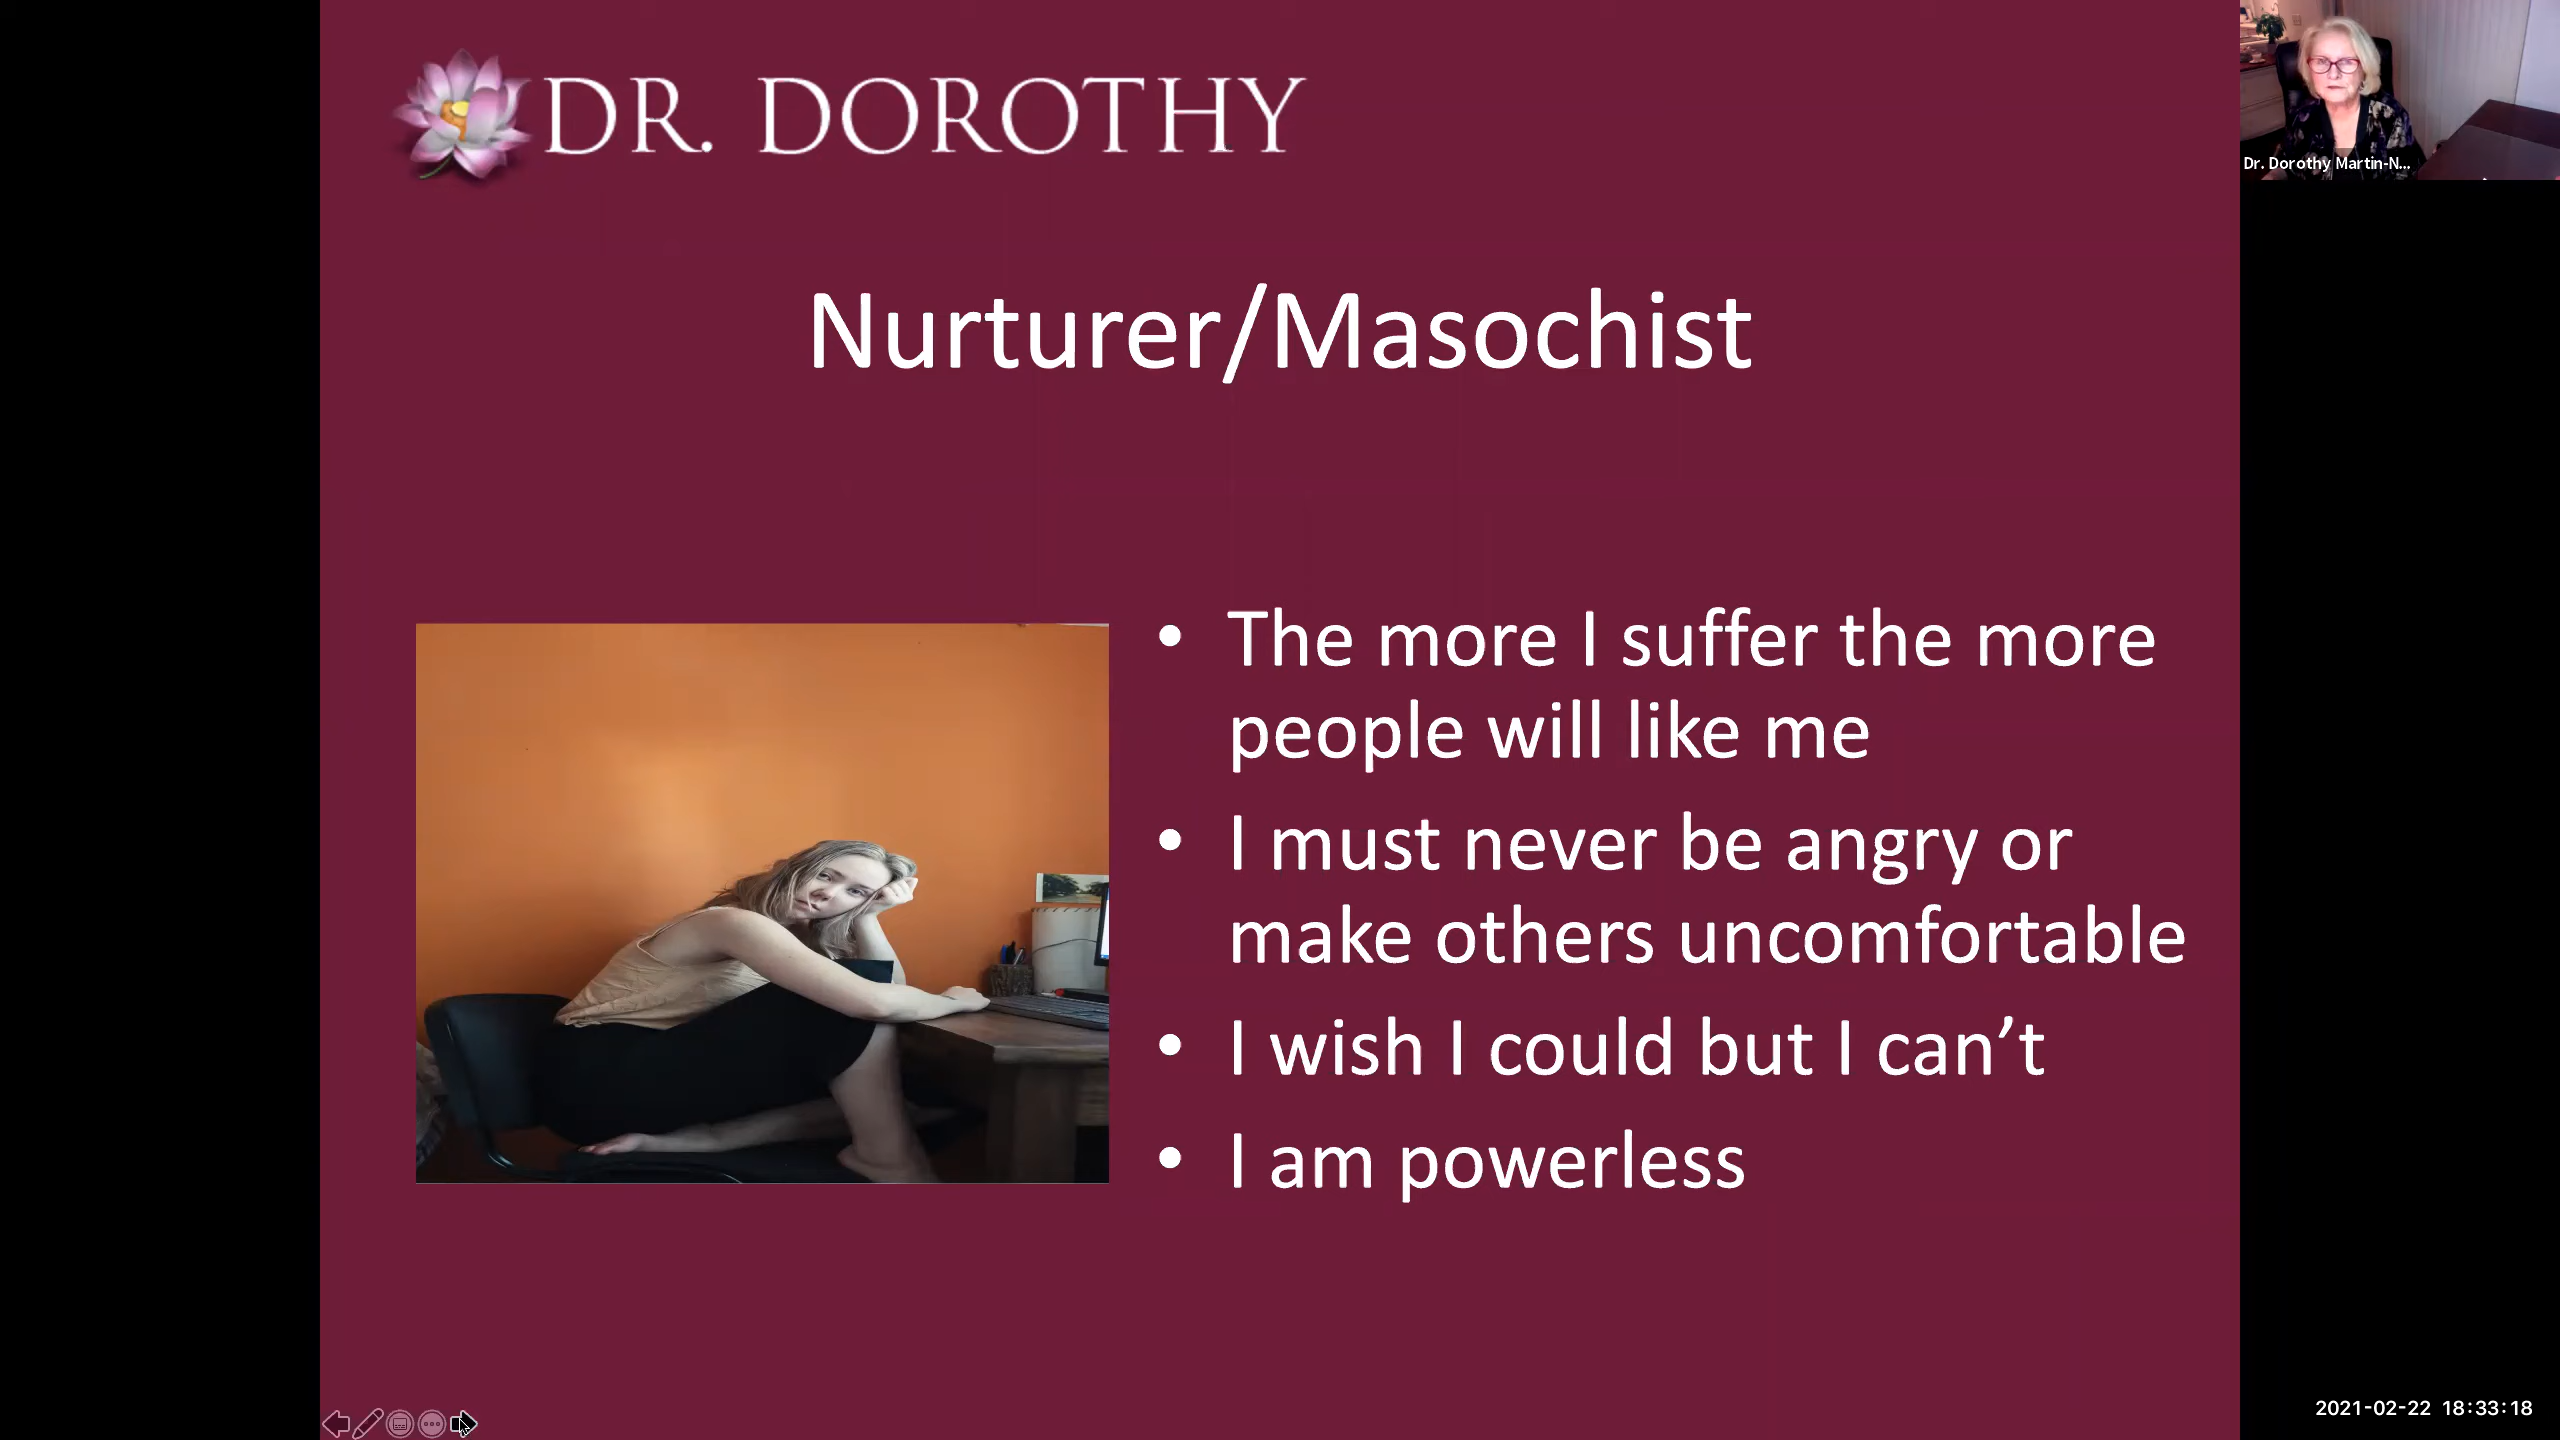 DR. DOROTHY
Dr. Dorothy Martin-N...
Nurturer/Masochist
• The more I suffer the more
people will like me
• I must never be angry or
make others uncomfortable
• I wish I could but I can’t
• I am powerless
2021-02-22 18:33:18